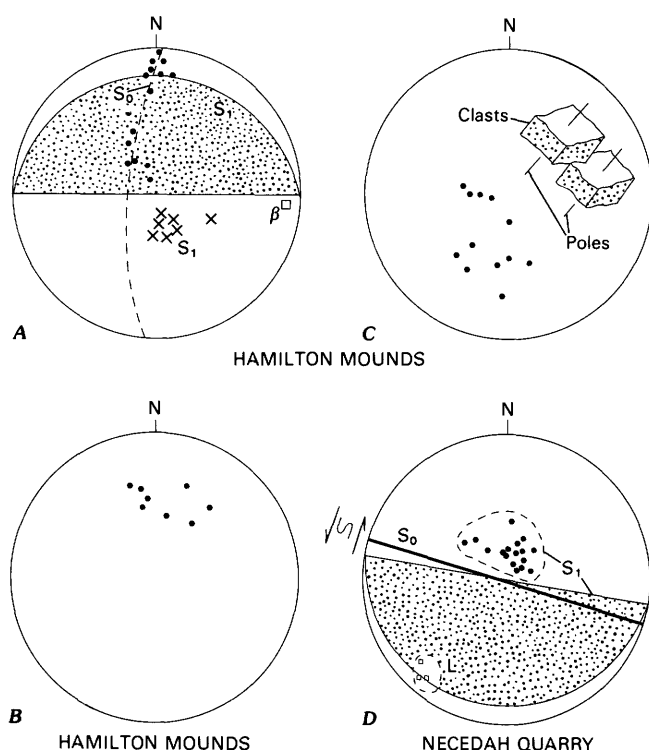 N
S0
S1
β
S1
A
N
Clasts
Poles
C
HAMILTON MOUNDS
N
B
HAMILTON MOUNDS
N
S
S0
S1
L
D
NECEDAH QUARRY